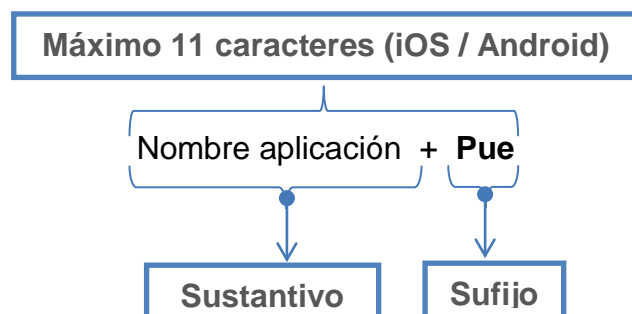 Máximo 11 caracteres (iOS / Android)
Nombre aplicación + Pue
Sustantivo Sufijo